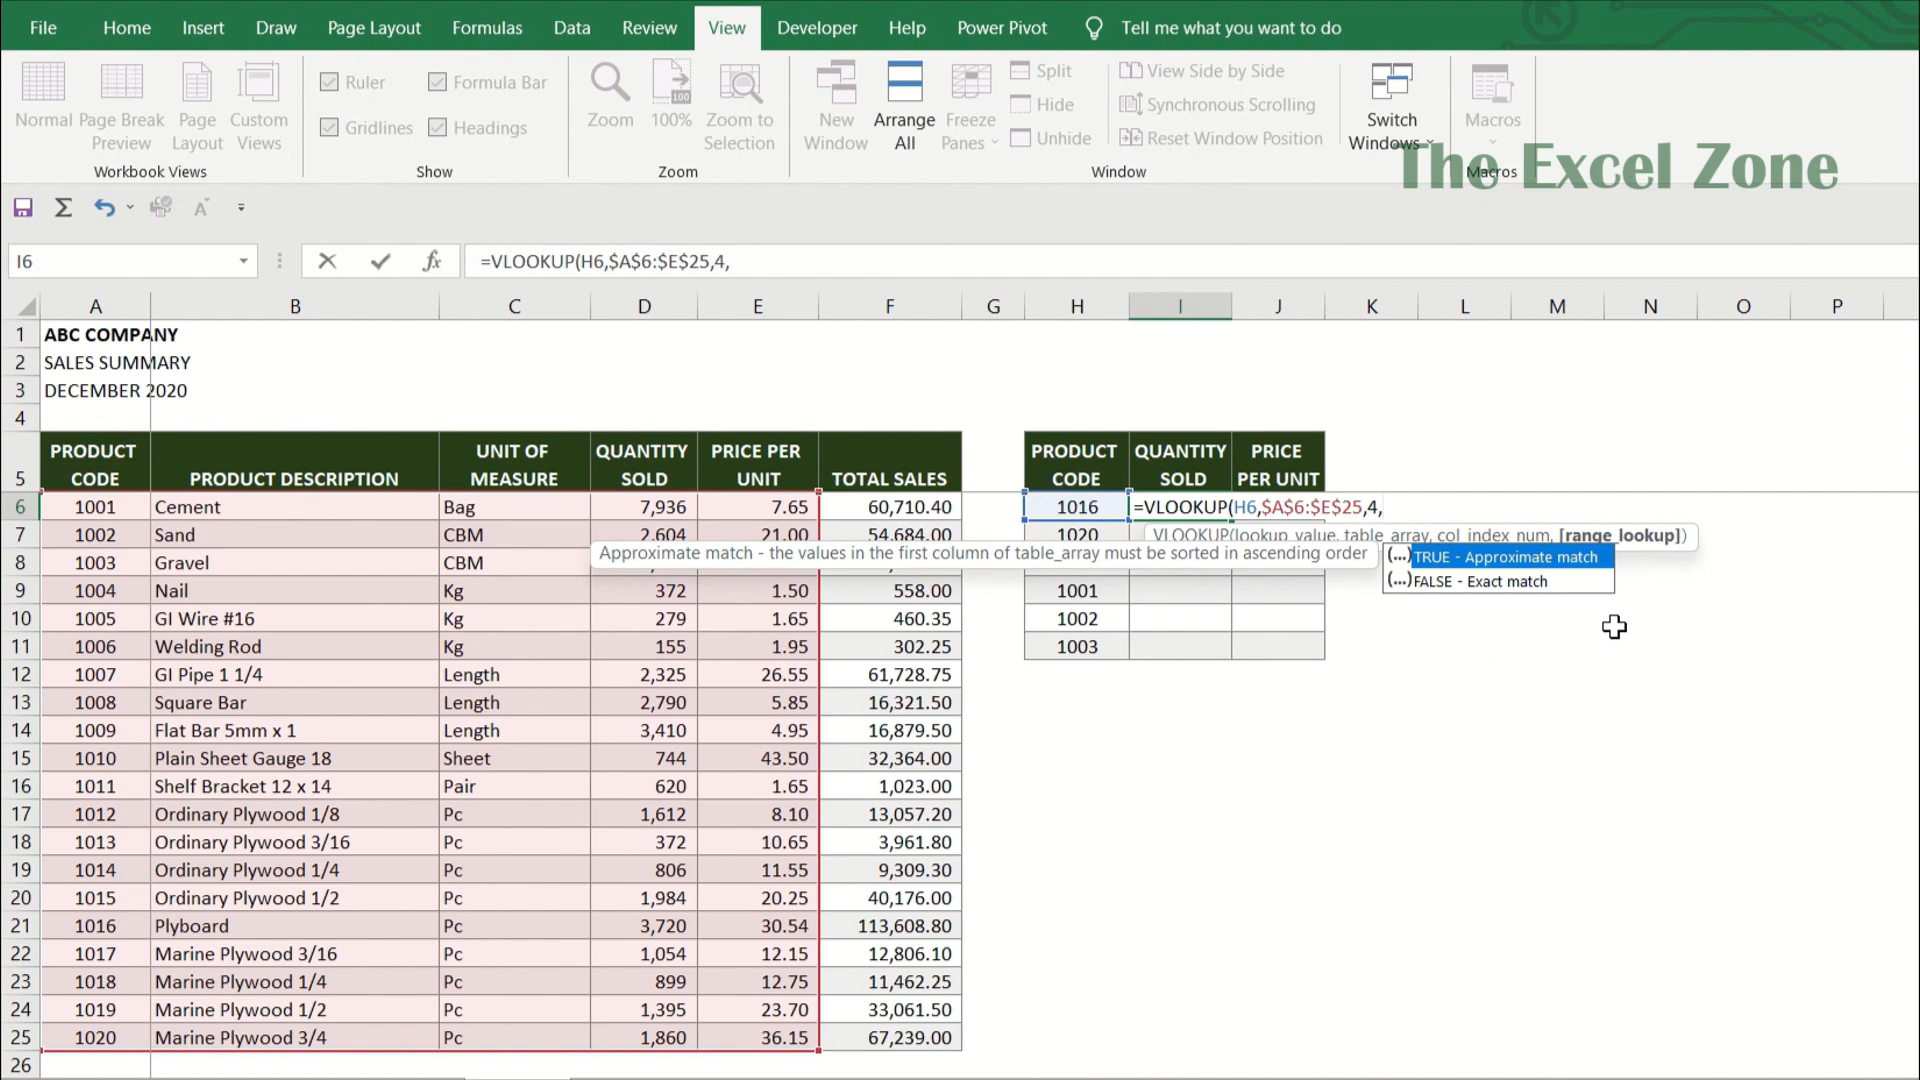 File Home Insert Draw Page Layout Formulas Data Review View Developer Help Power Pivot Tell me what you want to do
Normal Page Break Preview Page Layout Custom Views
Workbook Views
Ruler Formula Bar
Gridlines Headings
Show
Zoom 100% Zoom to Selection
Zoom
New Window Arrange All Freeze Panes
Split View Side by Side
Hide Synchronous Scrolling
Unhide Reset Window Position
Window
Switch Windows
Macros
Macros
The Excel Zone
I6 fx =VLOOKUP(H6,$A$6:$E$25,4,
A B C D E F G H I J K L M N O P
1 ABC COMPANY
2 SALES SUMMARY
3 DECEMBER 2020
4
5 PRODUCT CODE PRODUCT DESCRIPTION UNIT OF MEASURE QUANTITY SOLD PRICE PER UNIT TOTAL SALES PRODUCT CODE QUANTITY SOLD PRICE PER UNIT
6 1001 Cement Bag 7,936 7.65 60,710.40 1016 =VLOOKUP(H6,$A$6:$E$25,4,
7 1002 Sand CBM 2,604 21.00 54,684.00 1020 VLOOKUP(lookup_value, table_array, col_index_num, [range_lookup])
Approximate match - the values in the first column of table_array must be sorted in ascending order
(...) TRUE - Approximate match
(...) FALSE - Exact match
8 1003 Gravel CBM
9 1004 Nail Kg 372 1.50 558.00 1001
10 1005 GI Wire #16 Kg 279 1.65 460.35 1002
11 1006 Welding Rod Kg 155 1.95 302.25 1003
12 1007 GI Pipe 1 1/4 Length 2,325 26.55 61,728.75
13 1008 Square Bar Length 2,790 5.85 16,321.50
14 1009 Flat Bar 5mm x 1 Length 3,410 4.95 16,879.50
15 1010 Plain Sheet Gauge 18 Sheet 744 43.50 32,364.00
16 1011 Shelf Bracket 12 x 14 Pair 620 1.65 1,023.00
17 1012 Ordinary Plywood 1/8 Pc 1,612 8.10 13,057.20
18 1013 Ordinary Plywood 3/16 Pc 372 10.65 3,961.80
19 1014 Ordinary Plywood 1/4 Pc 806 11.55 9,309.30
20 1015 Ordinary Plywood 1/2 Pc 1,984 20.25 40,176.00
21 1016 Plyboard Pc 3,720 30.54 113,608.80
22 1017 Marine Plywood 3/16 Pc 1,054 12.15 12,806.10
23 1018 Marine Plywood 1/4 Pc 899 12.75 11,462.25
24 1019 Marine Plywood 1/2 Pc 1,395 23.70 33,061.50
25 1020 Marine Plywood 3/4 Pc 1,860 36.15 67,239.00
26